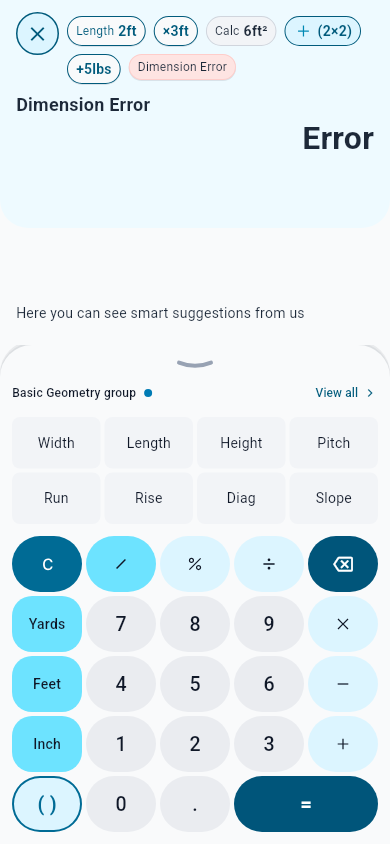 Length 2ft ×3ft Calc 6ft² + (2×2)
+5lbs Dimension Error
Dimension Error
Error
Here you can see smart suggestions from us
Basic Geometry group View all
Width Length Height Pitch
Run Rise Diag Slope
C ∕ % ÷
Yards 7 8 9 ×
Feet 4 5 6 −
Inch 1 2 3 +
( ) 0 . =